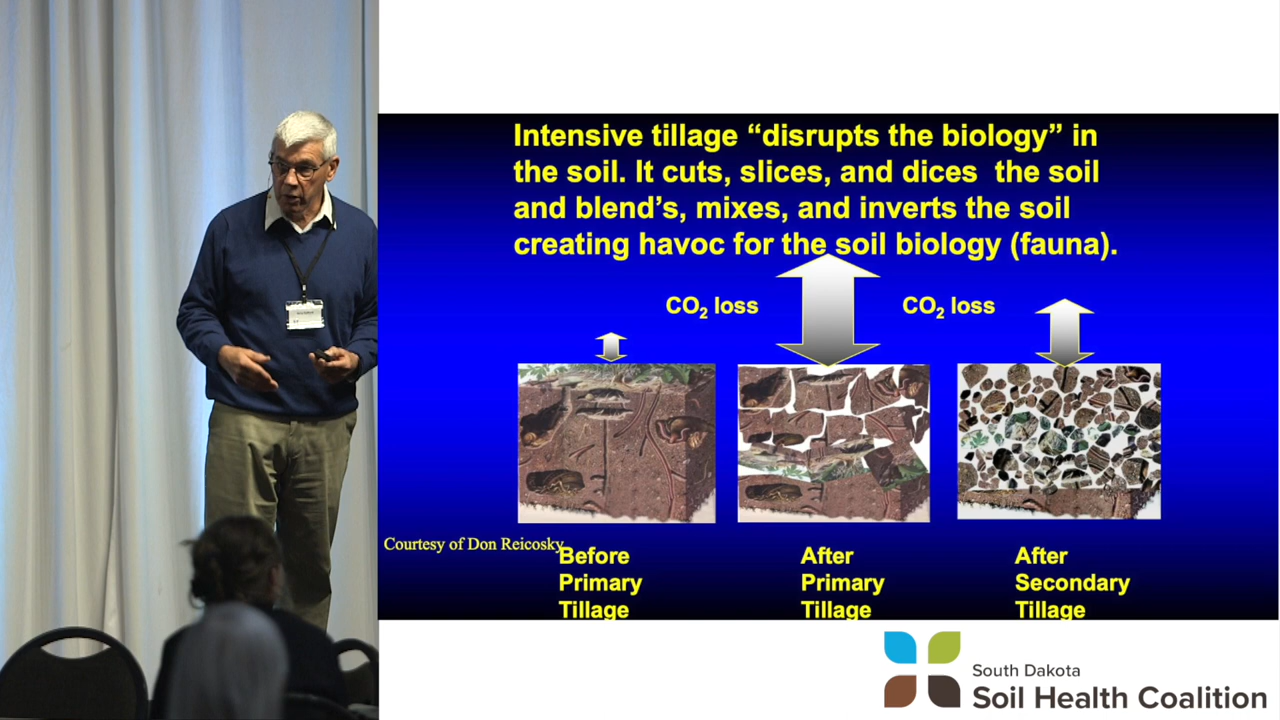 Intensive tillage “disrupts the biology” in
the soil. It cuts, slices, and dices the soil
and blend’s, mixes, and inverts the soil
creating havoc for the soil biology (fauna).
CO₂ loss
CO₂ loss
Courtesy of Don Reicosky
Before
Primary
Tillage
After
Primary
Tillage
After
Secondary
Tillage
South Dakota
Soil Health Coalition